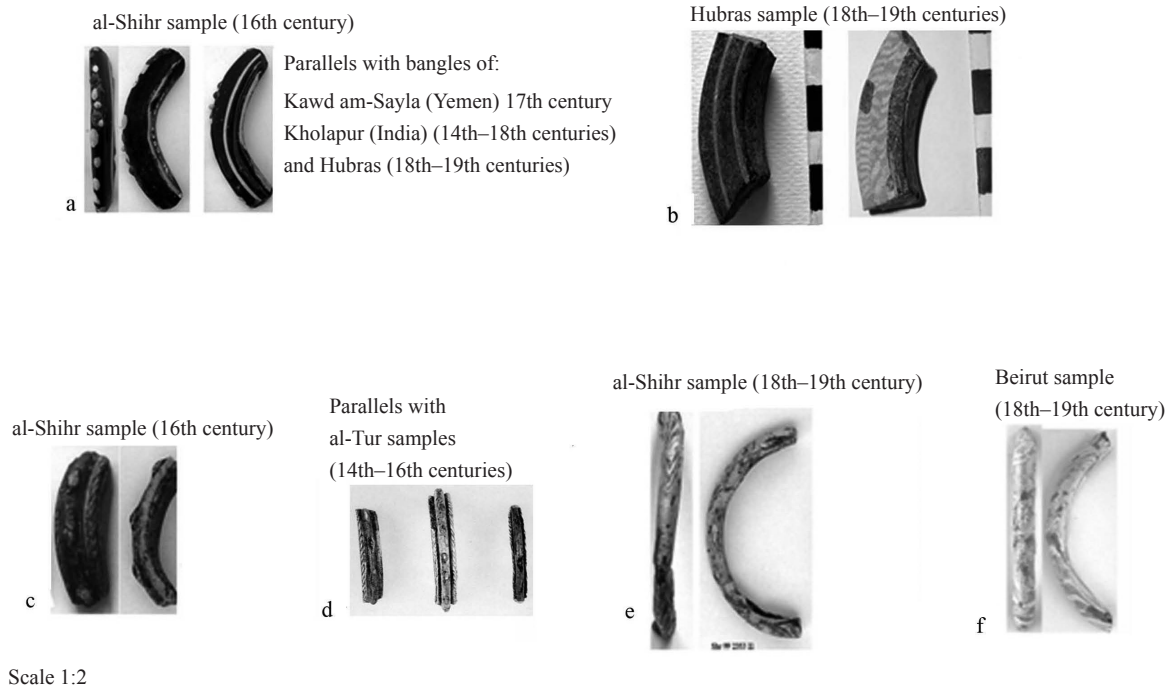 al-Shihr sample (16th century)
Parallels with bangles of:
Kawd am-Sayla (Yemen) 17th century
Kholapur (India) (14th–18th centuries)
and Hubras (18th–19th centuries)
a
Hubras sample (18th–19th centuries)
b
al-Shihr sample (16th century)
c
Parallels with
al-Tur samples
(14th–16th centuries)
d
al-Shihr sample (18th–19th century)
e
Beirut sample
(18th–19th century)
f
Scale 1:2